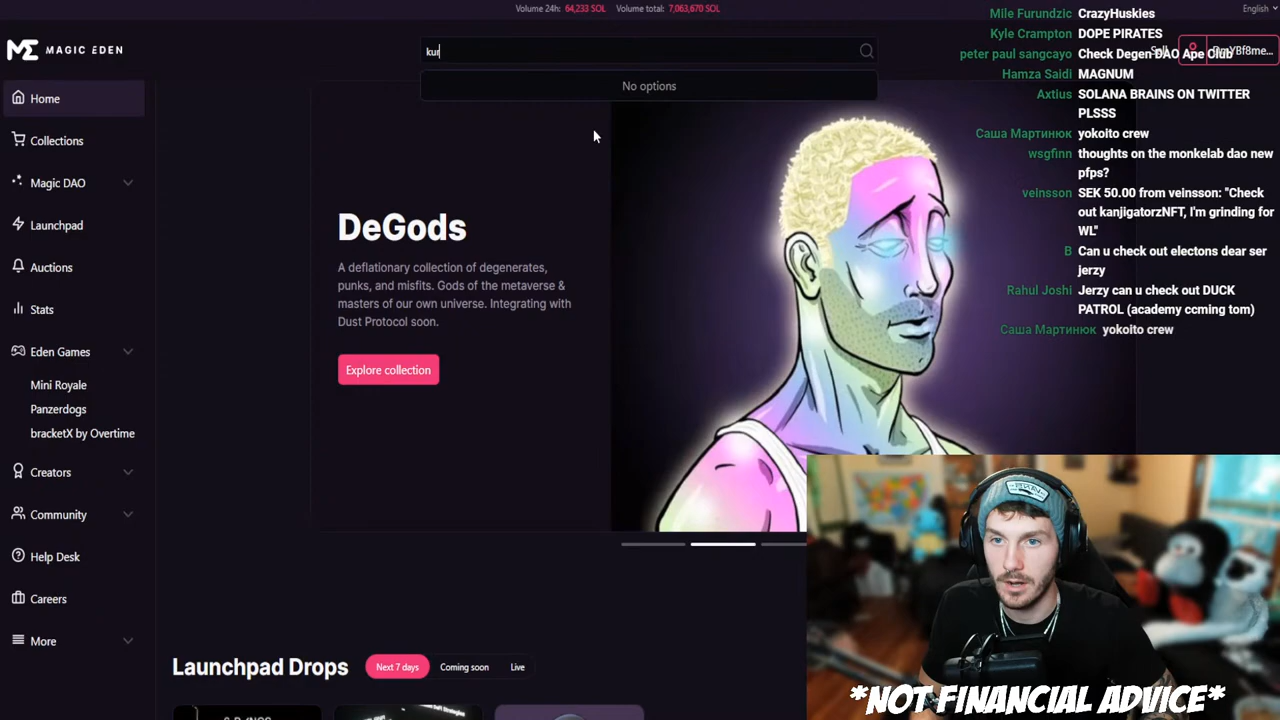 Volume 24h: 64,233 SOL Volume total: 7,063,670 SOL
English
MAGIC EDEN
kur
No options
Home
Collections
Magic DAO
Launchpad
Auctions
Stats
Eden Games
Mini Royale
Panzerdogs
bracketX by Overtime
Creators
Community
Help Desk
Careers
More
DeGods
A deflationary collection of degenerates,
punks, and misfits. Gods of the metaverse &
masters of our own universe. Integrating with
Dust Protocol soon.
Explore collection
Launchpad Drops
Next 7 days
Coming soon
Live
Mile Furundzic CrazyHuskies
Kyle Crampton DOPE PIRATES
peter paul sangcayo Check Degen DAO Ape Club
Hamza Saidi MAGNUM
Axtius SOLANA BRAINS ON TWITTER
PLSSS
Саша Мартинюк yokoito crew
wsgfinn thoughts on the monkelab dao new
pfps?
veinsson SEK 50.00 from veinsson: "Check
out kanjigatorzNFT, I'm grinding for
WL"
B Can u check out electons dear ser
jerzy
Rahul Joshi Jerzy can u check out DUCK
PATROL (academy ccming tom)
Саша Мартинюк yokoito crew
*NOT FINANCIAL ADVICE*